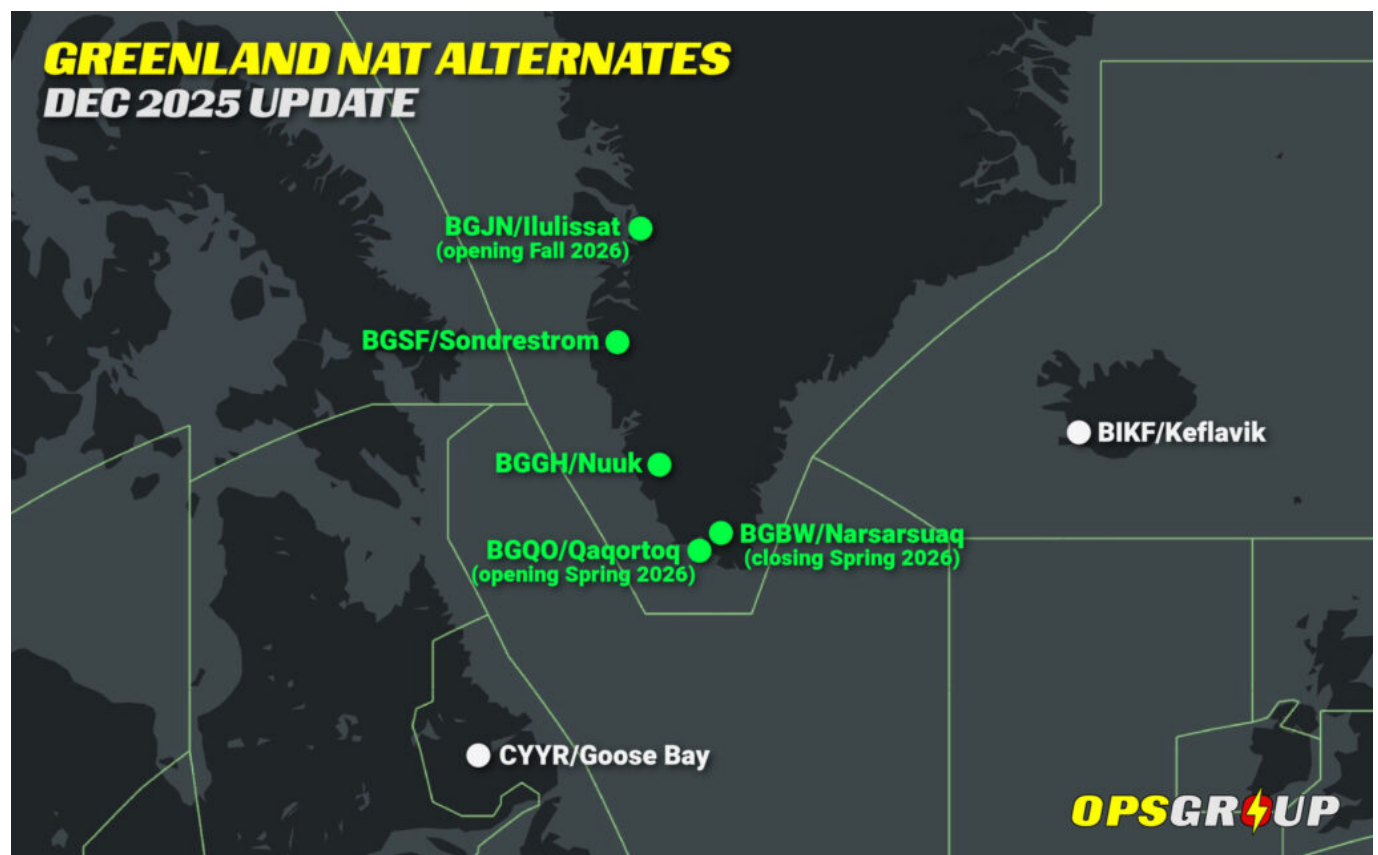 GREENLAND NAT ALTERNATES
DEC 2025 UPDATE
BGJN/Ilulissat
(opening Fall 2026)
BGSF/Sondrestrom
BIKF/Keflavik
BGGH/Nuuk
BGBW/Narsarsuaq
(closing Spring 2026)
BGQO/Qaqortoq
(opening Spring 2026)
CYYR/Goose Bay
OPSGROUP